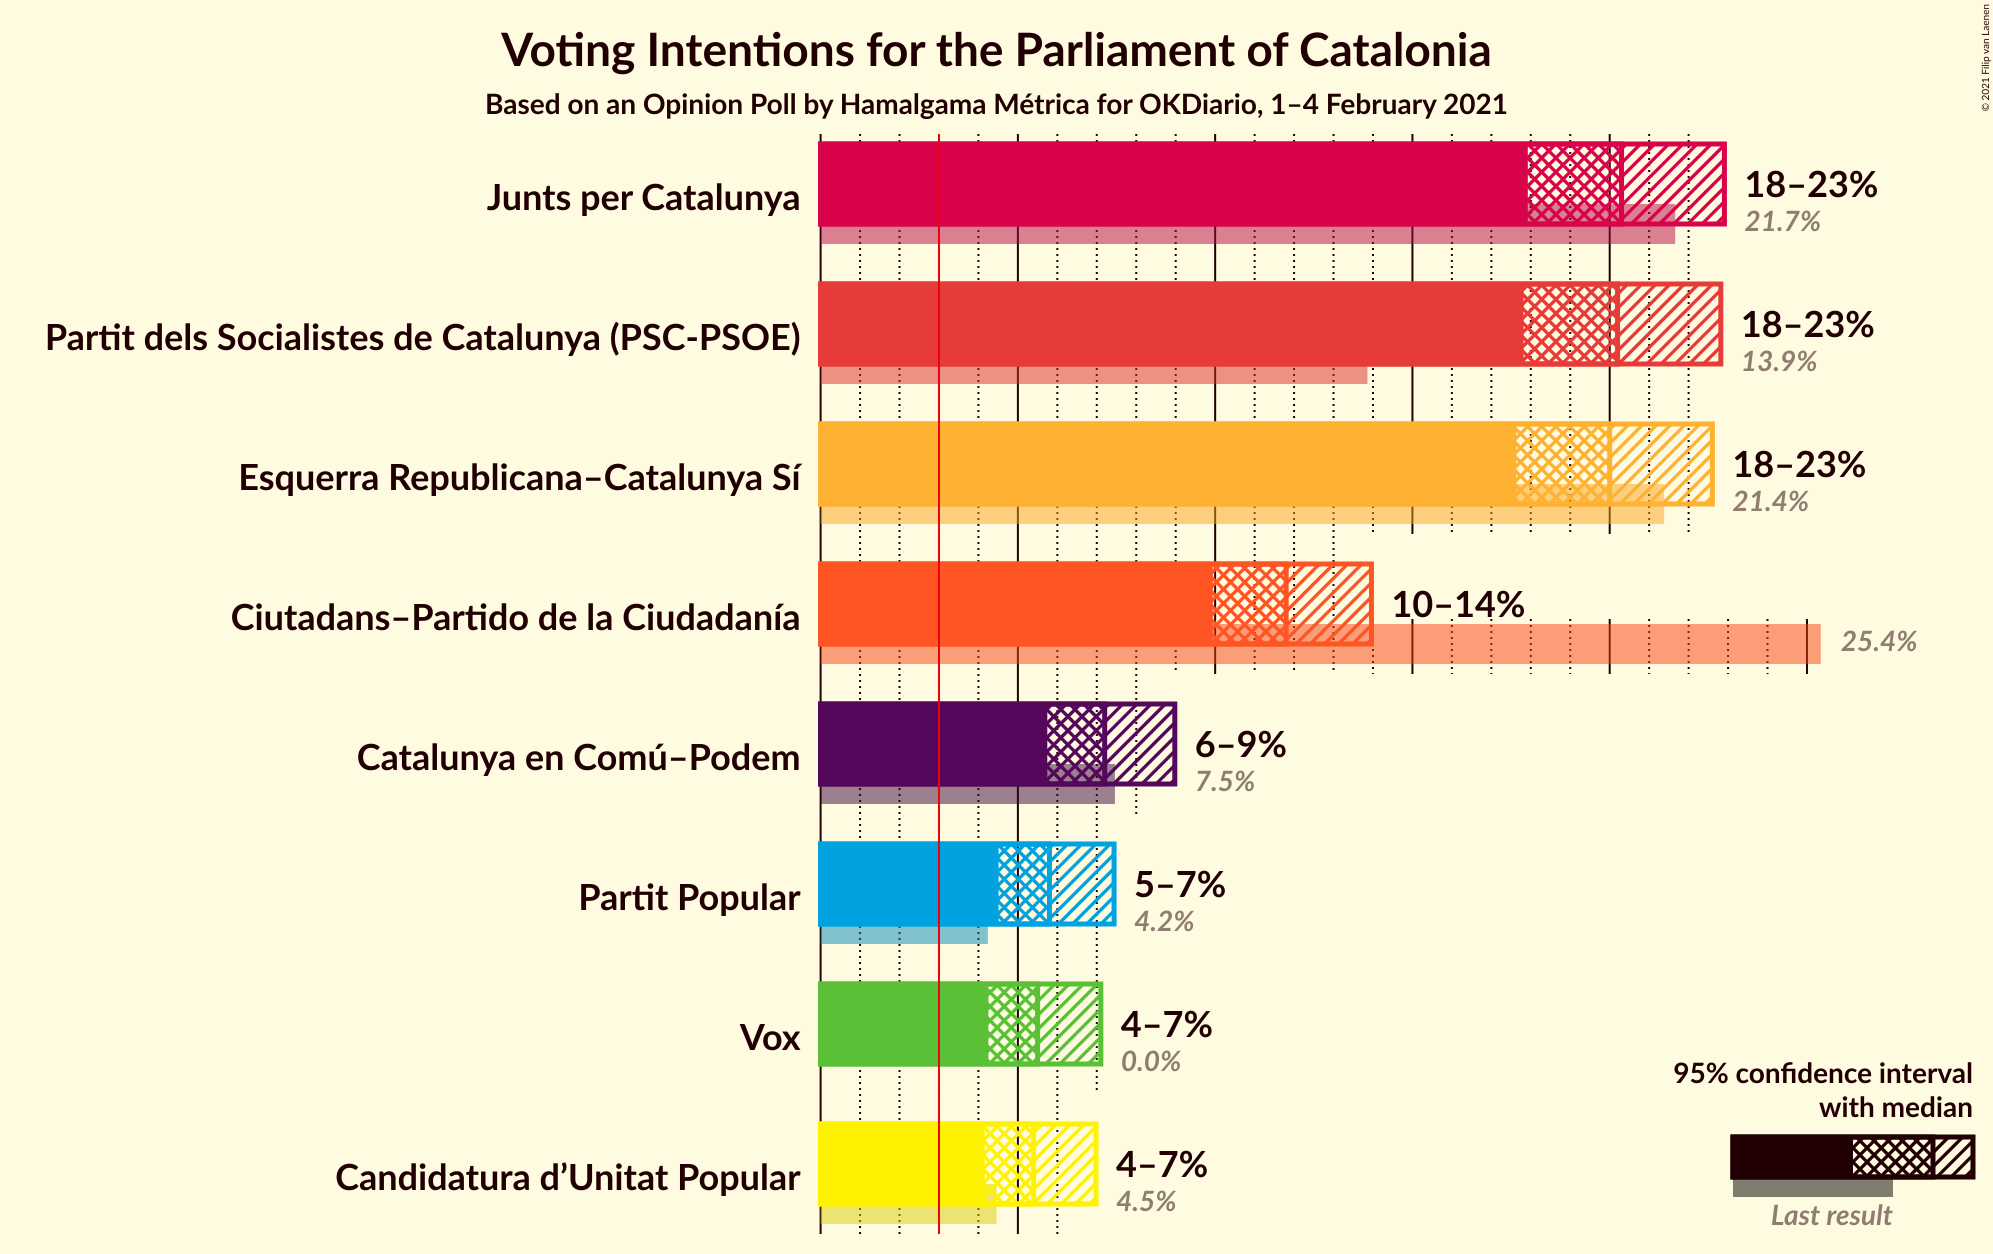 Voting Intentions for the Parliament of Catalonia
Based on an Opinion Poll by Hamalgama Métrica for OKDiario, 1–4 February 2021
© 2021 Filip van Laenen
Junts per Catalunya
18–23%
21.7%
Partit dels Socialistes de Catalunya (PSC-PSOE)
18–23%
13.9%
Esquerra Republicana–Catalunya Sí
18–23%
21.4%
Ciutadans–Partido de la Ciudadanía
10–14%
25.4%
Catalunya en Comú–Podem
6–9%
7.5%
Partit Popular
5–7%
4.2%
Vox
4–7%
0.0%
Candidatura d’Unitat Popular
4–7%
4.5%
95% confidence interval
with median
Last result